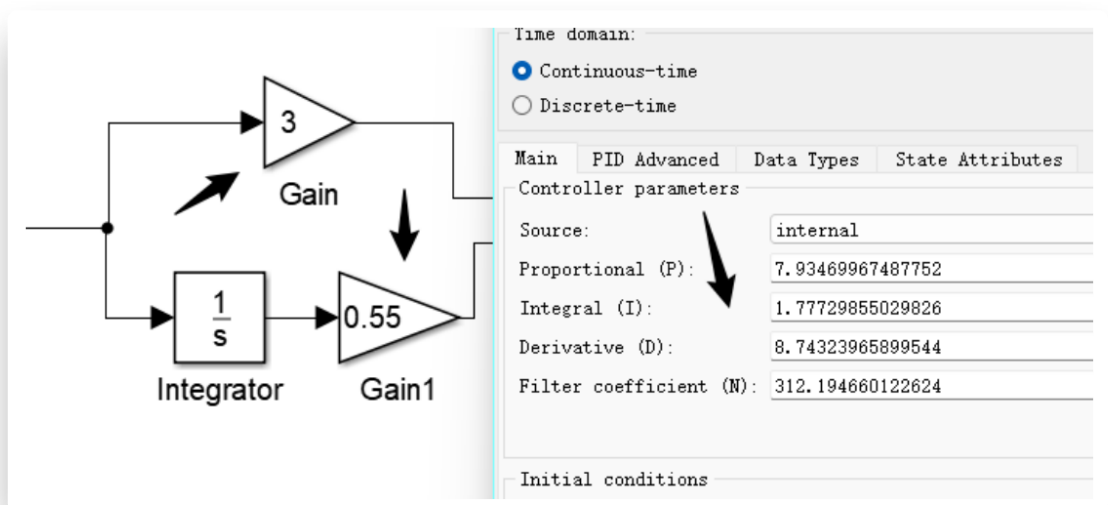 3
Gain
1
s
Integrator
0.55
Gain1
Time domain:
Continuous-time
Discrete-time
Main PID Advanced Data Types State Attributes
Controller parameters
Source: internal
Proportional (P): 7.93469967487752
Integral (I): 1.77729855029826
Derivative (D): 8.74323965899544
Filter coefficient (N): 312.194660122624
Initial conditions